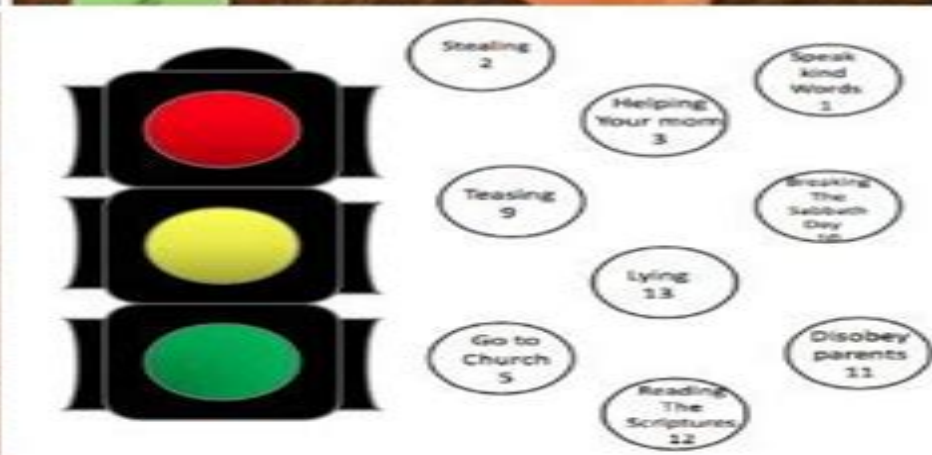 Stealing
2
Speak
kind
Words
1
Helping
Your mom
3
Teasing
9
Breaking
The
Sabbath
Day
10
Lying
13
Go to
Church
5
Disobey
parents
11
Reading
The
Scriptures
12